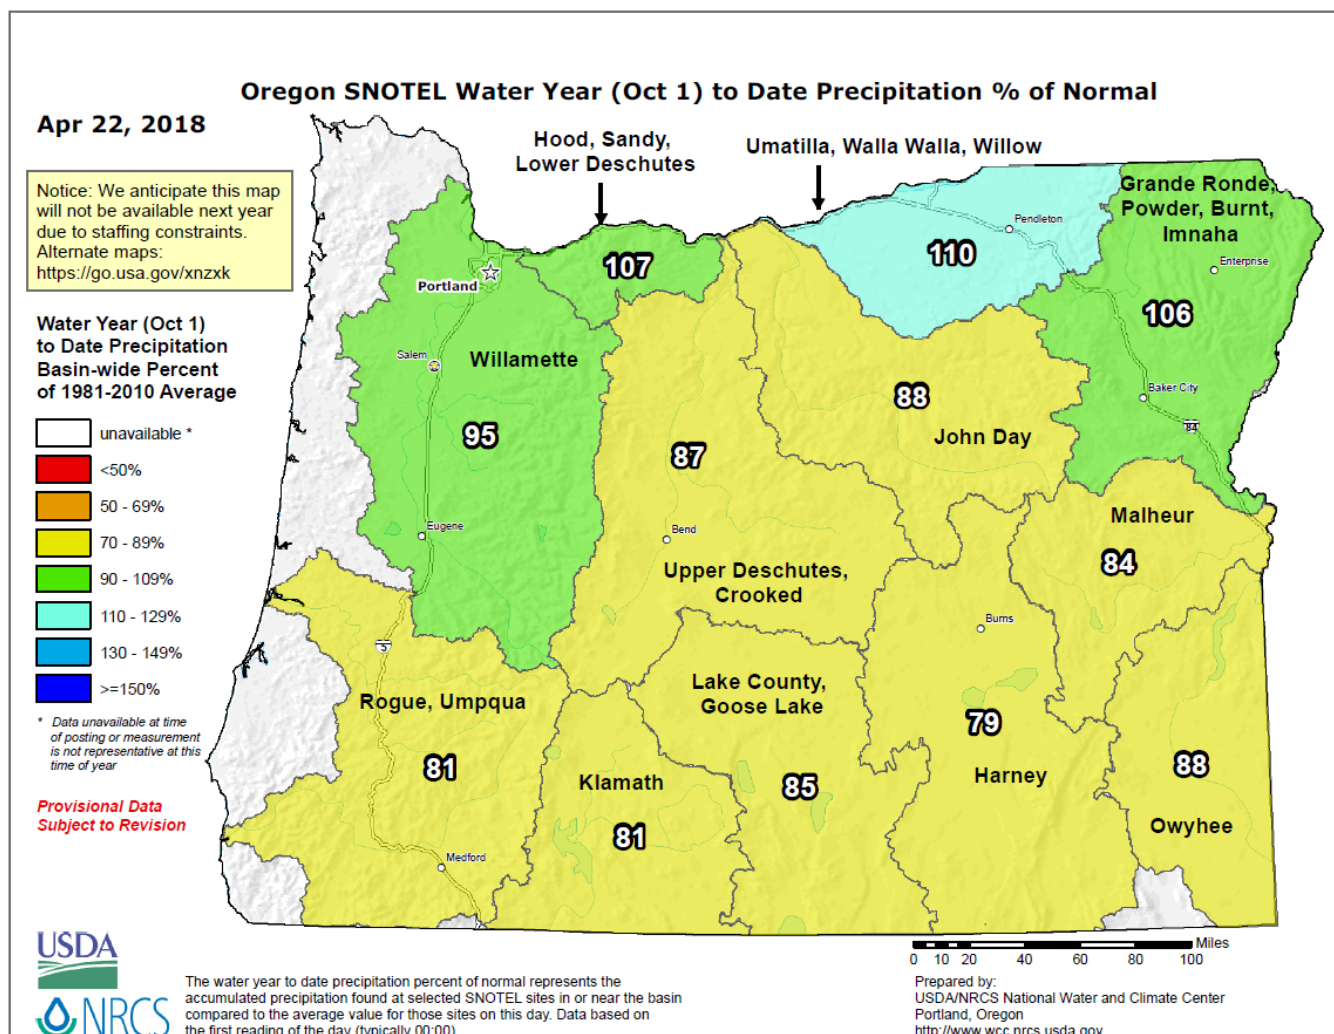 Oregon SNOTEL Water Year (Oct 1) to Date Precipitation % of Normal
Apr 22, 2018
Notice: We anticipate this map
will not be available next year
due to staffing constraints.
Alternate maps:
https://go.usa.gov/xnzxk
Water Year (Oct 1)
to Date Precipitation
Basin-wide Percent
of 1981-2010 Average
unavailable *
<50%
50 - 69%
70 - 89%
90 - 109%
110 - 129%
130 - 149%
>=150%
* Data unavailable at time
of posting or measurement
is not representative at this
time of year
Provisional Data
Subject to Revision
Hood, Sandy,
Lower Deschutes
Umatilla, Walla Walla, Willow
Grande Ronde,
Powder, Burnt,
Imnaha
Pendleton
Enterprise
107
110
106
Portland
Salem
Willamette
95
Eugene
87
Bend
Upper Deschutes,
Crooked
88
John Day
Baker City
84
Malheur
84
Burns
5
Rogue, Umpqua
81
Medford
Klamath
81
Lake County,
Goose Lake
85
79
Harney
88
Owyhee
Miles
0 10 20 40 60 80 100
USDA
NRCS
The water year to date precipitation percent of normal represents the
accumulated precipitation found at selected SNOTEL sites in or near the basin
compared to the average value for those sites on this day. Data based on
the first reading of the day (typically 00:00)
Prepared by:
USDA/NRCS National Water and Climate Center
Portland, Oregon
http://www.wcc.nrcs.usda.gov